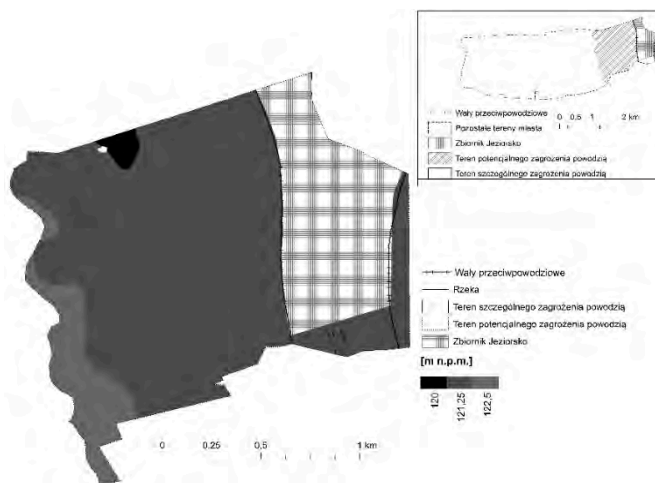 Wały przeciwpowodziowe
Pozostałe tereny miasta
Zbiornik Jeziorsko
Teren potencjalnego zagrożenia powodzią
Teren szczególnego zagrożenia powodzią
0 0,5 1 2 km
Wały przeciwpowodziowe
Rzeka
Teren szczególnego zagrożenia powodzią
Teren potencjalnego zagrożenia powodzią
Zbiornik Jeziorsko
[m n.p.m.]
120
121,25
122,5
0 0,25 0,5 1 km